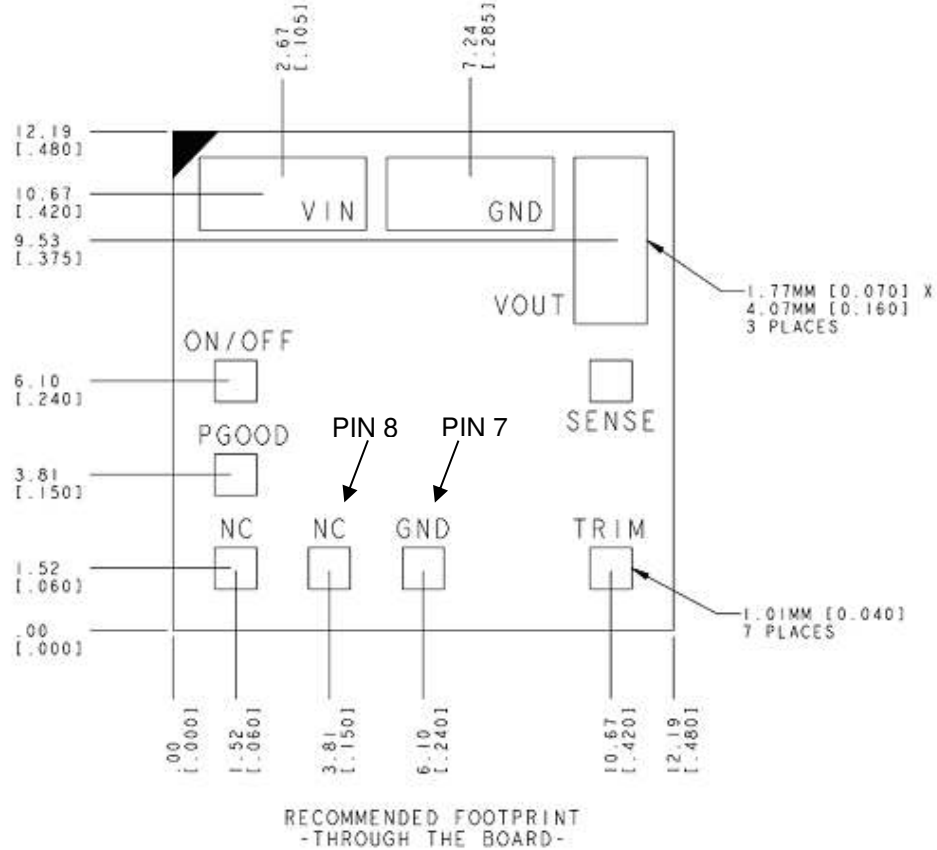 2.67
[.105]
7.24
[.285]
12.19
[.480]
10.67
[.420]
VIN
GND
9.53
[.375]
1.77MM [0.070] X
4.07MM [0.160]
3 PLACES
VOUT
ON/OFF
6.10
[.240]
SENSE
PGOOD
PIN 8
PIN 7
3.81
[.150]
NC
NC
GND
TRIM
1.52
[.060]
1.01MM [0.040]
7 PLACES
.00
[.000]
.00
[.000]
1.52
[.060]
3.81
[.150]
6.10
[.240]
10.67
[.420]
12.19
[.480]
RECOMMENDED FOOTPRINT
-THROUGH THE BOARD-